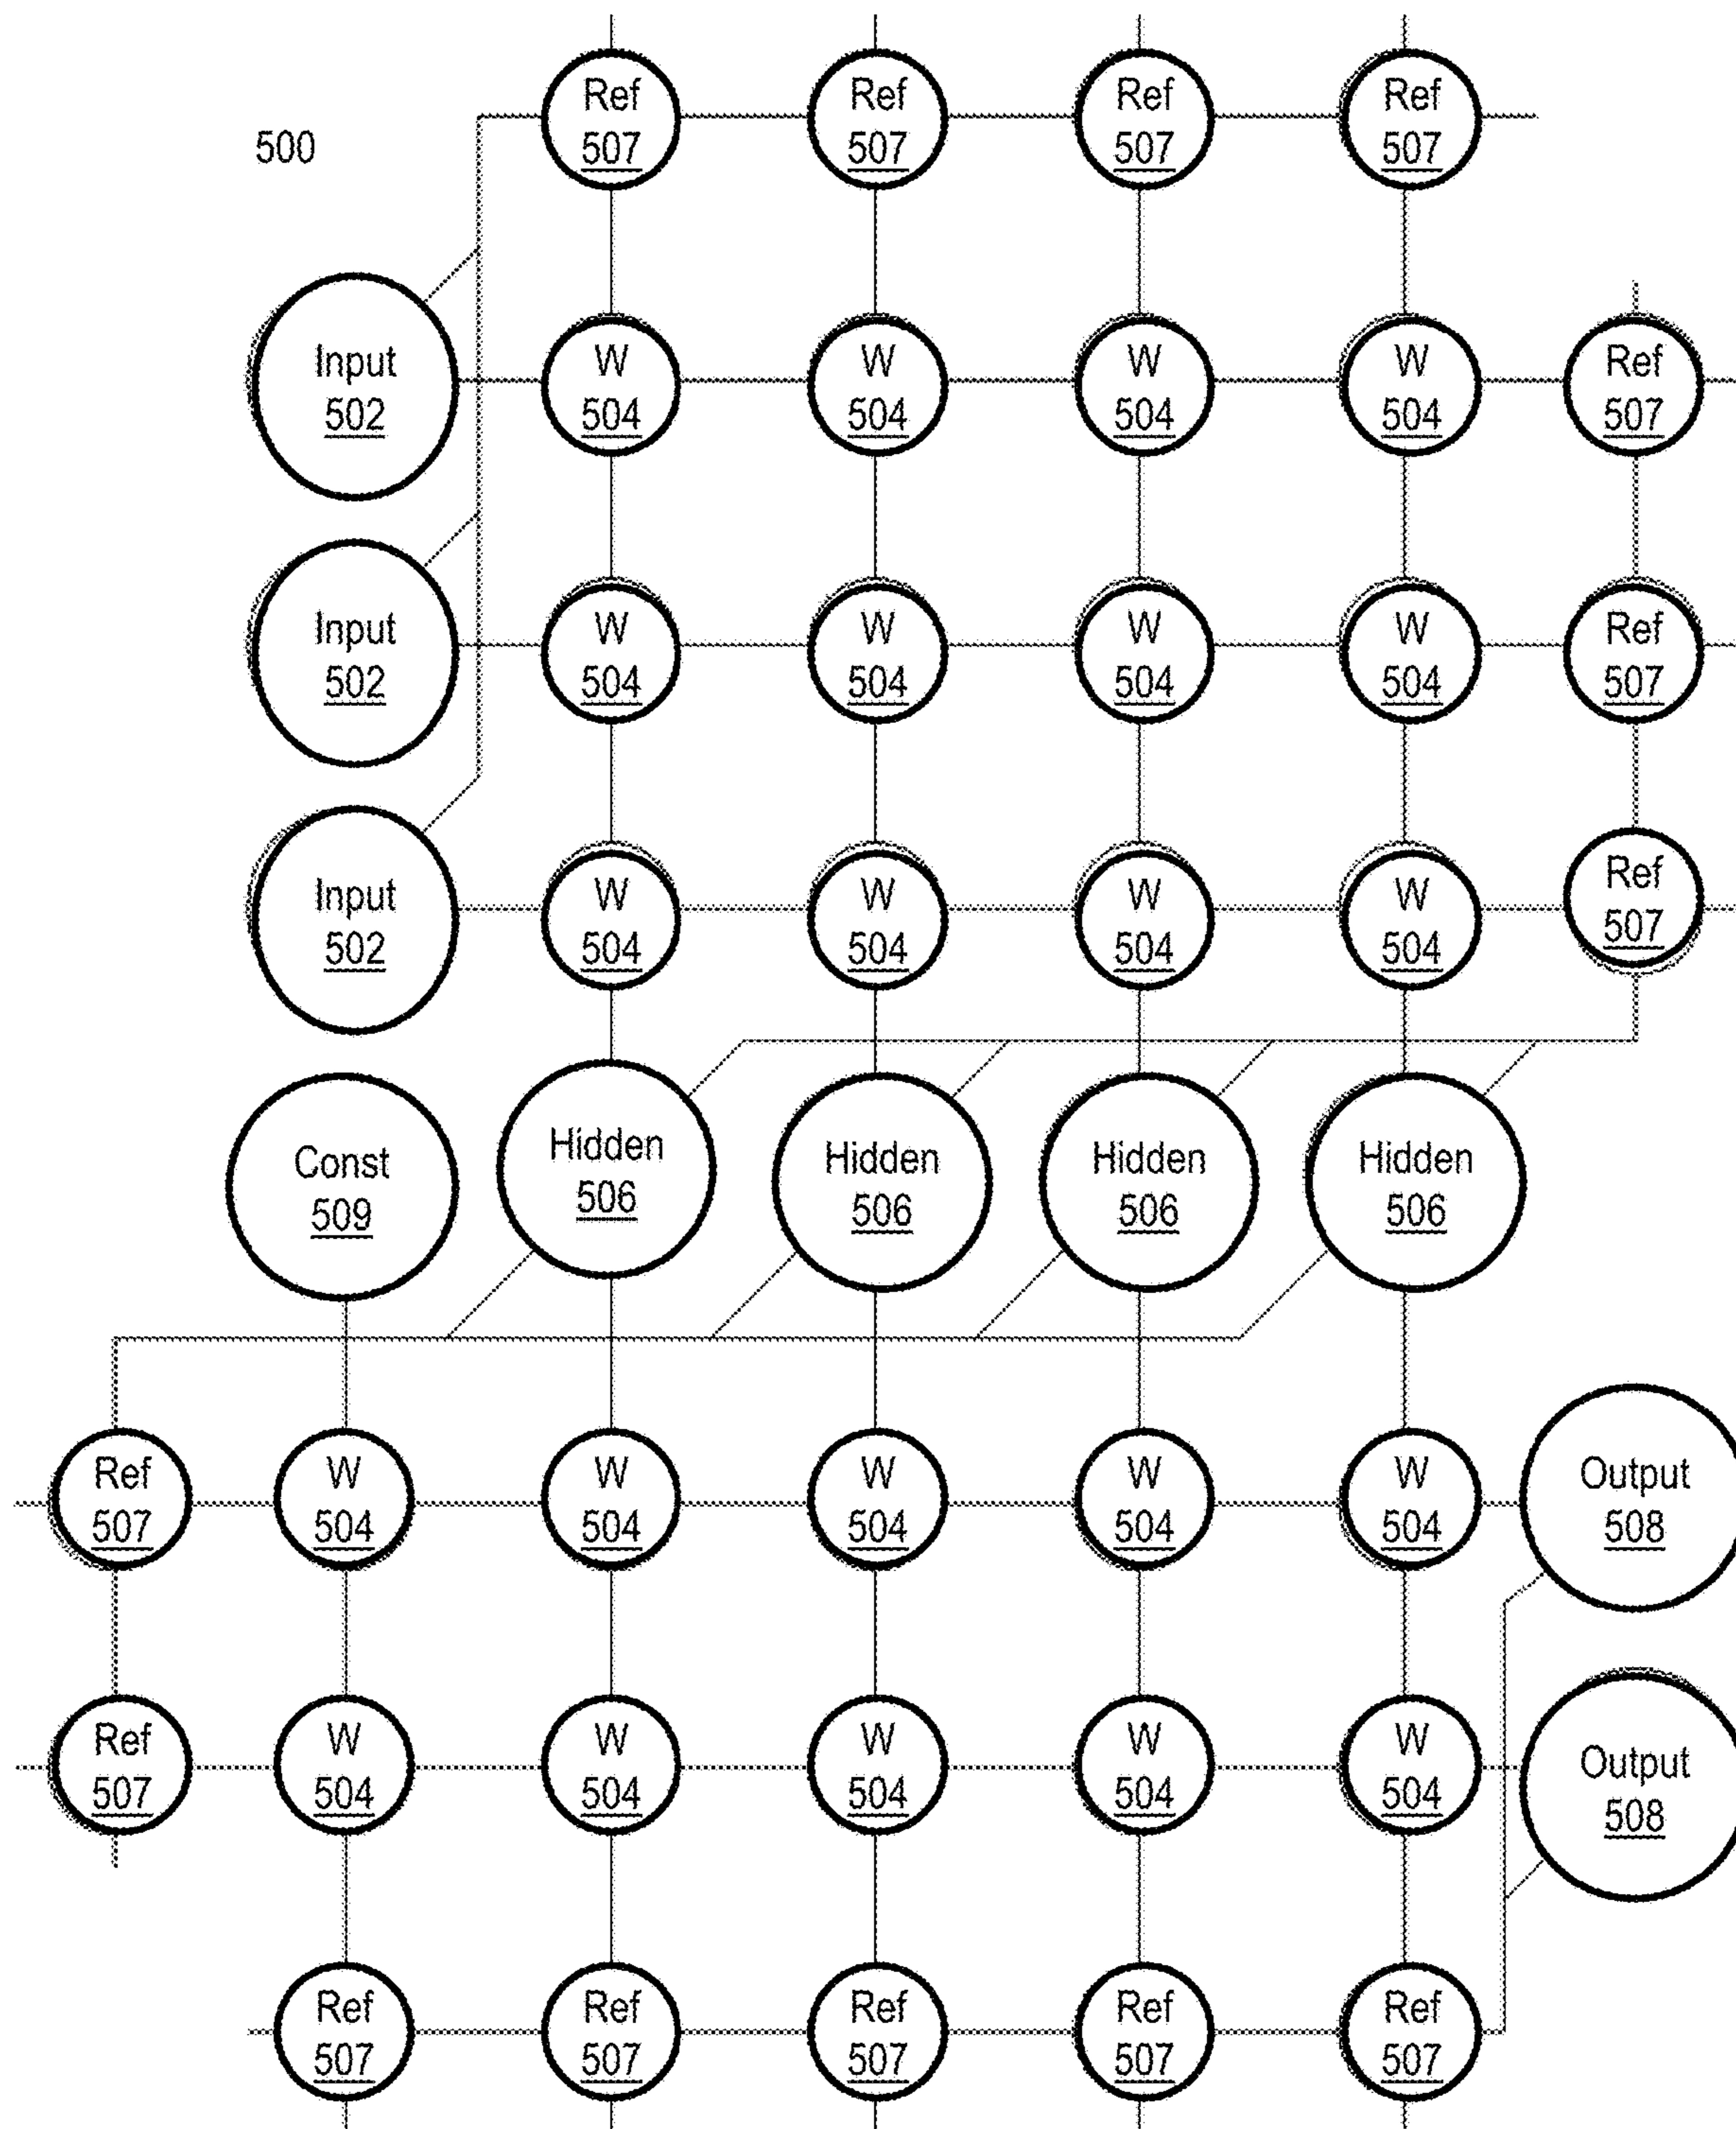 Ref Ref Ref Ref
500 507 507 507 507
Input W W W W Ref
502 504 504 504 504 507
Input W W W W Ref
502 504 504 504 504 507
Input W W W W Ref
502 504 504 504 504 507
Const Hidden Hidden Hidden Hidden
509 506 506 506 506
Ref W W W W W Output
507 504 504 504 504 504 508
Ref W W W W W Output
507 504 504 504 504 504 508
Ref Ref Ref Ref Ref
507 507 507 507 507